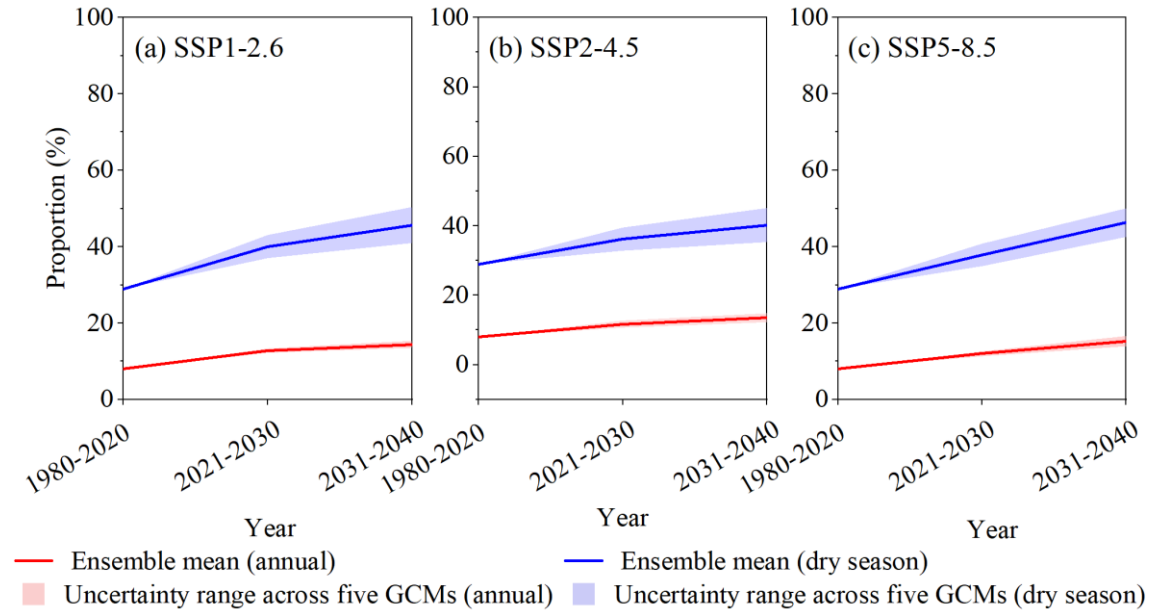 Proportion (%)
(a) SSP1-2.6
100
80
60
40
20
0
1980-2020
2021-2030
2031-2040
Year
(b) SSP2-4.5
100
80
60
40
20
0
1980-2020
2021-2030
2031-2040
Year
(c) SSP5-8.5
100
80
60
40
20
0
1980-2020
2021-2030
2031-2040
Year
Ensemble mean (annual)
Ensemble mean (dry season)
Uncertainty range across five GCMs (annual)
Uncertainty range across five GCMs (dry season)